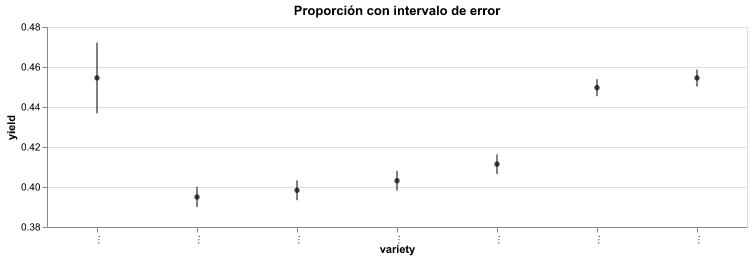 Proporción con intervalo de error
0.48
0.46
0.44
0.42
0.40
0.38
yield
... ... ... ... ... ... ...
variety